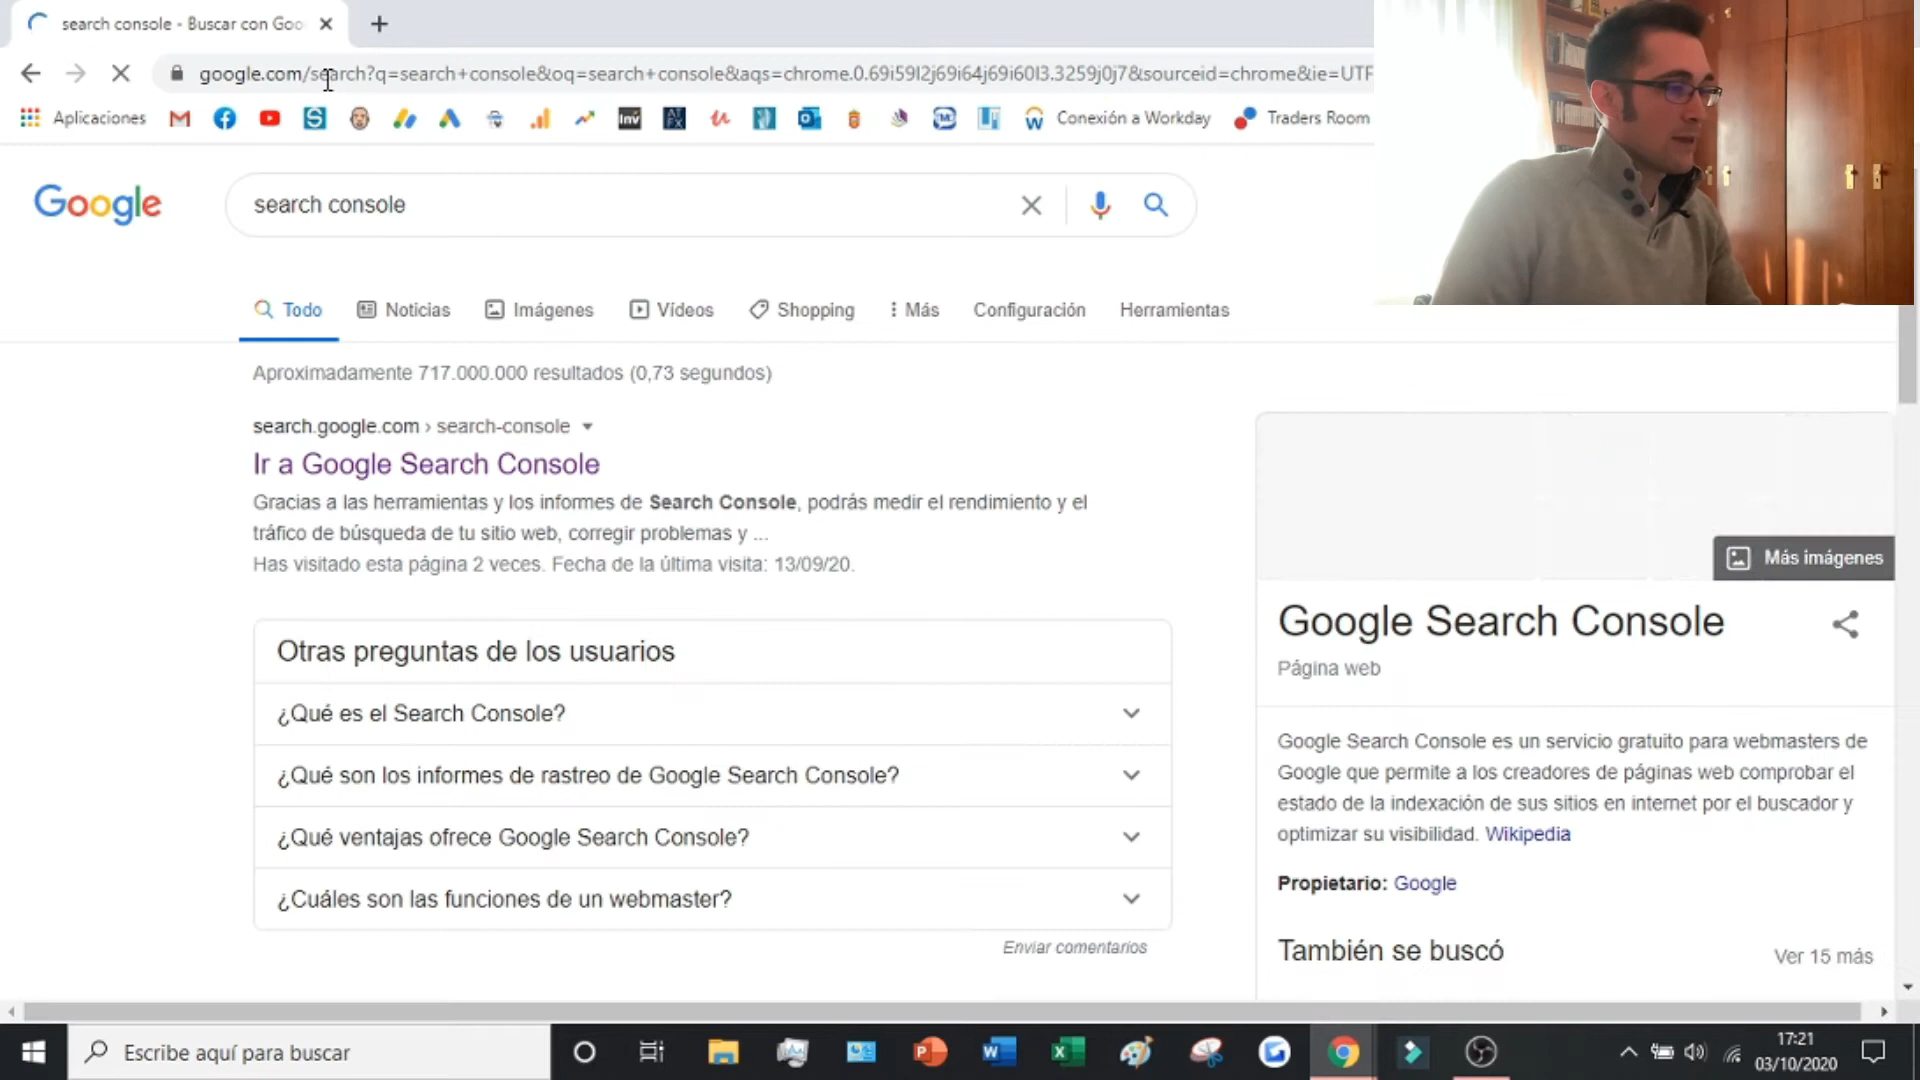 search console - Buscar con Goo
google.com/search?q=search+console&oq=search+console&aqs=chrome.0.69i59l2j69i64j69i60l3.3259j0j7&sourceid=chrome&ie=UTF
Aplicaciones
Inv
Conexión a Workday
Traders Room
Google
search console
Todo
Noticias
Imágenes
Vídeos
Shopping
Más
Configuración
Herramientas
Aproximadamente 717.000.000 resultados (0,73 segundos)
search.google.com › search-console
Ir a Google Search Console
Gracias a las herramientas y los informes de Search Console, podrás medir el rendimiento y el
tráfico de búsqueda de tu sitio web, corregir problemas y ...
Has visitado esta página 2 veces. Fecha de la última visita: 13/09/20.
Otras preguntas de los usuarios
¿Qué es el Search Console?
¿Qué son los informes de rastreo de Google Search Console?
¿Qué ventajas ofrece Google Search Console?
¿Cuáles son las funciones de un webmaster?
Enviar comentarios
Más imágenes
Google Search Console
Página web
Google Search Console es un servicio gratuito para webmasters de
Google que permite a los creadores de páginas web comprobar el
estado de la indexación de sus sitios en internet por el buscador y
optimizar su visibilidad. Wikipedia
Propietario: Google
También se buscó
Ver 15 más
Escribe aquí para buscar
17:21
03/10/2020